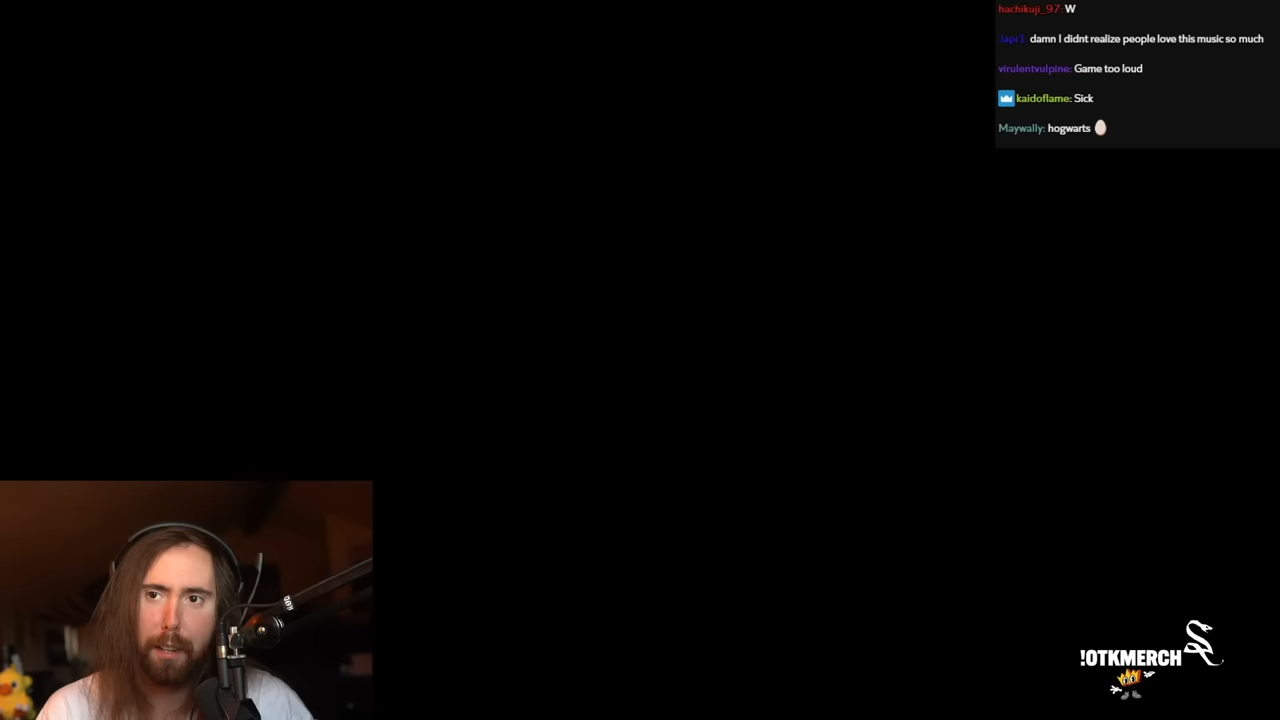 hachikuji_97: W
Japr1: damn I didnt realize people love this music so much
virulentvulpine: Game too loud
kaidoflame: Sick
Maywally: hogwarts
!OTKMERCH